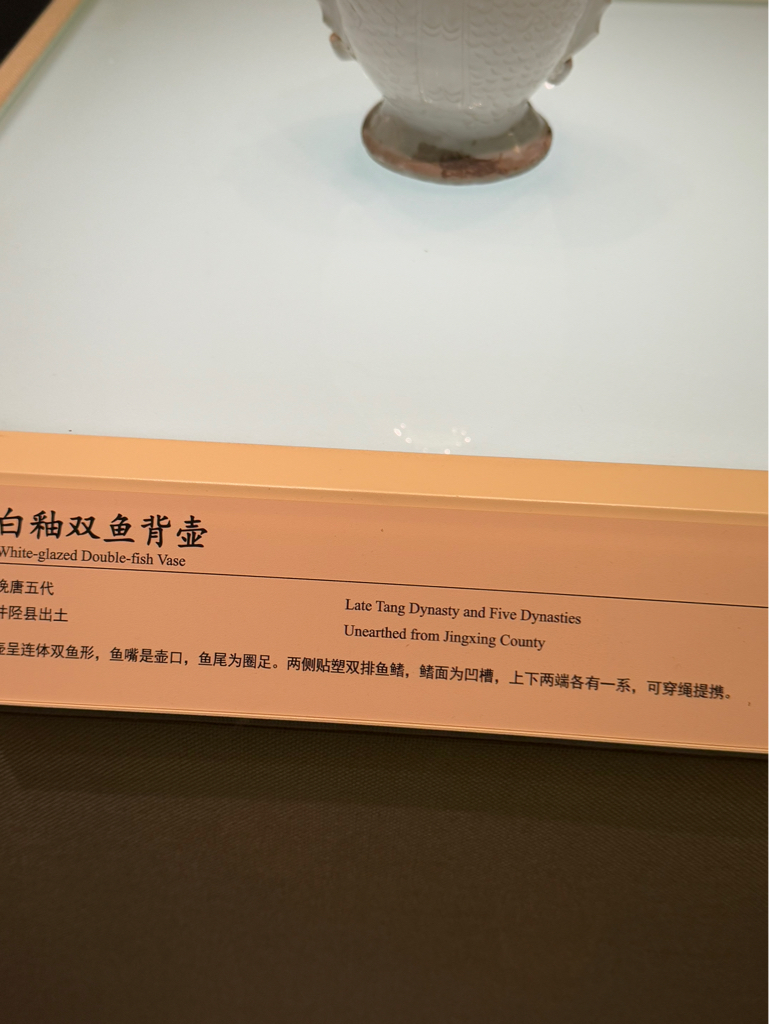 白釉双鱼背壶
White-glazed Double-fish Vase
晚唐五代
Late Tang Dynasty and Five Dynasties
井陉县出土
Unearthed from Jingxing County
壶呈连体双鱼形，鱼嘴是壶口，鱼尾为圈足。两侧贴塑双排鱼鳍，鳍面为凹槽，上下两端各有一系，可穿绳提携。